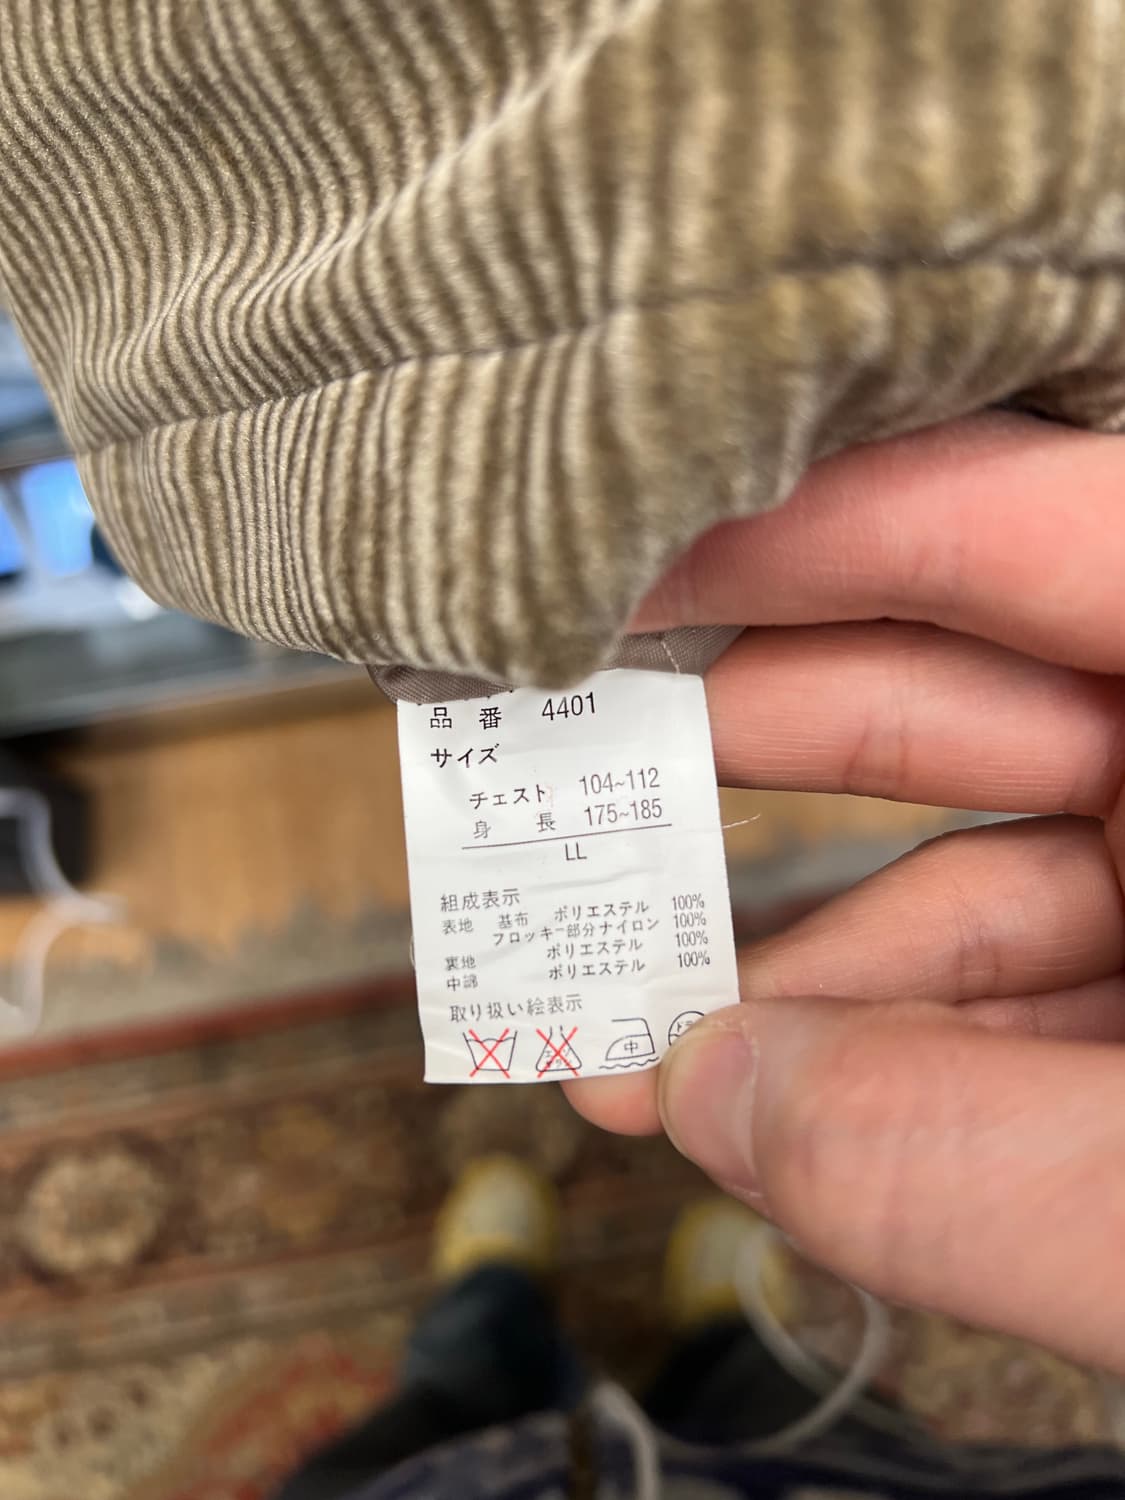 品番 4401
サイズ
チェスト 104~112
身長 175~185
LL
組成表示
表地 基布 ポリエステル 100%
フロッキー部分ナイロン 100%
裏地 ポリエステル 100%
中綿 ポリエステル 100%
取り扱い絵表示
中